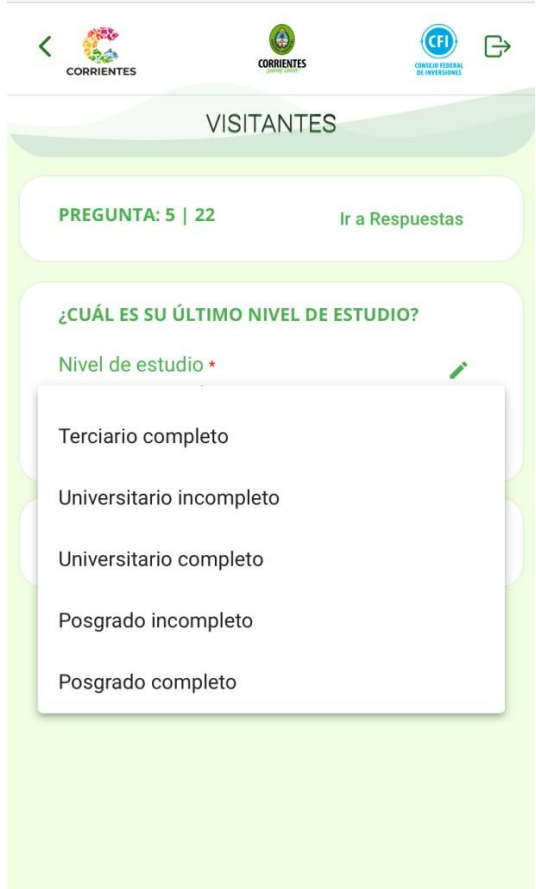 CORRIENTES
CORRIENTES
CFI
CONSEJO FEDERAL
DE INVERSIONES
VISITANTES
PREGUNTA: 5 | 22
Ir a Respuestas
¿CUÁL ES SU ÚLTIMO NIVEL DE ESTUDIO?
Nivel de estudio *
Terciario completo
Universitario incompleto
Universitario completo
Posgrado incompleto
Posgrado completo